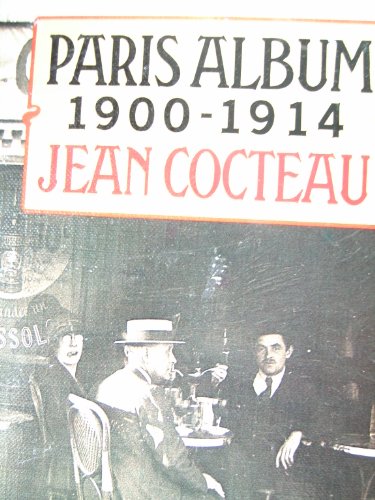 PARIS ALBUM
1900-1914
JEAN COCTEAU